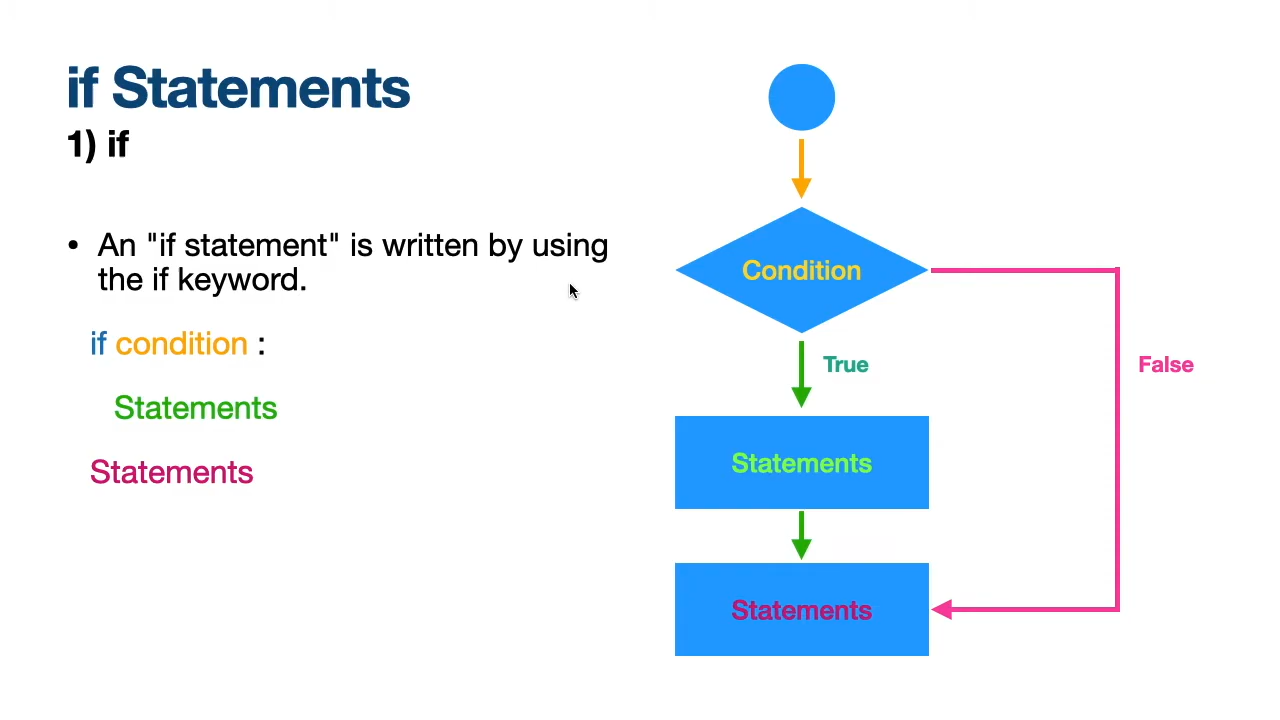 if Statements
1) if
• An "if statement" is written by using
the if keyword.
if condition :
Statements
Statements
Condition
True
False
Statements
Statements